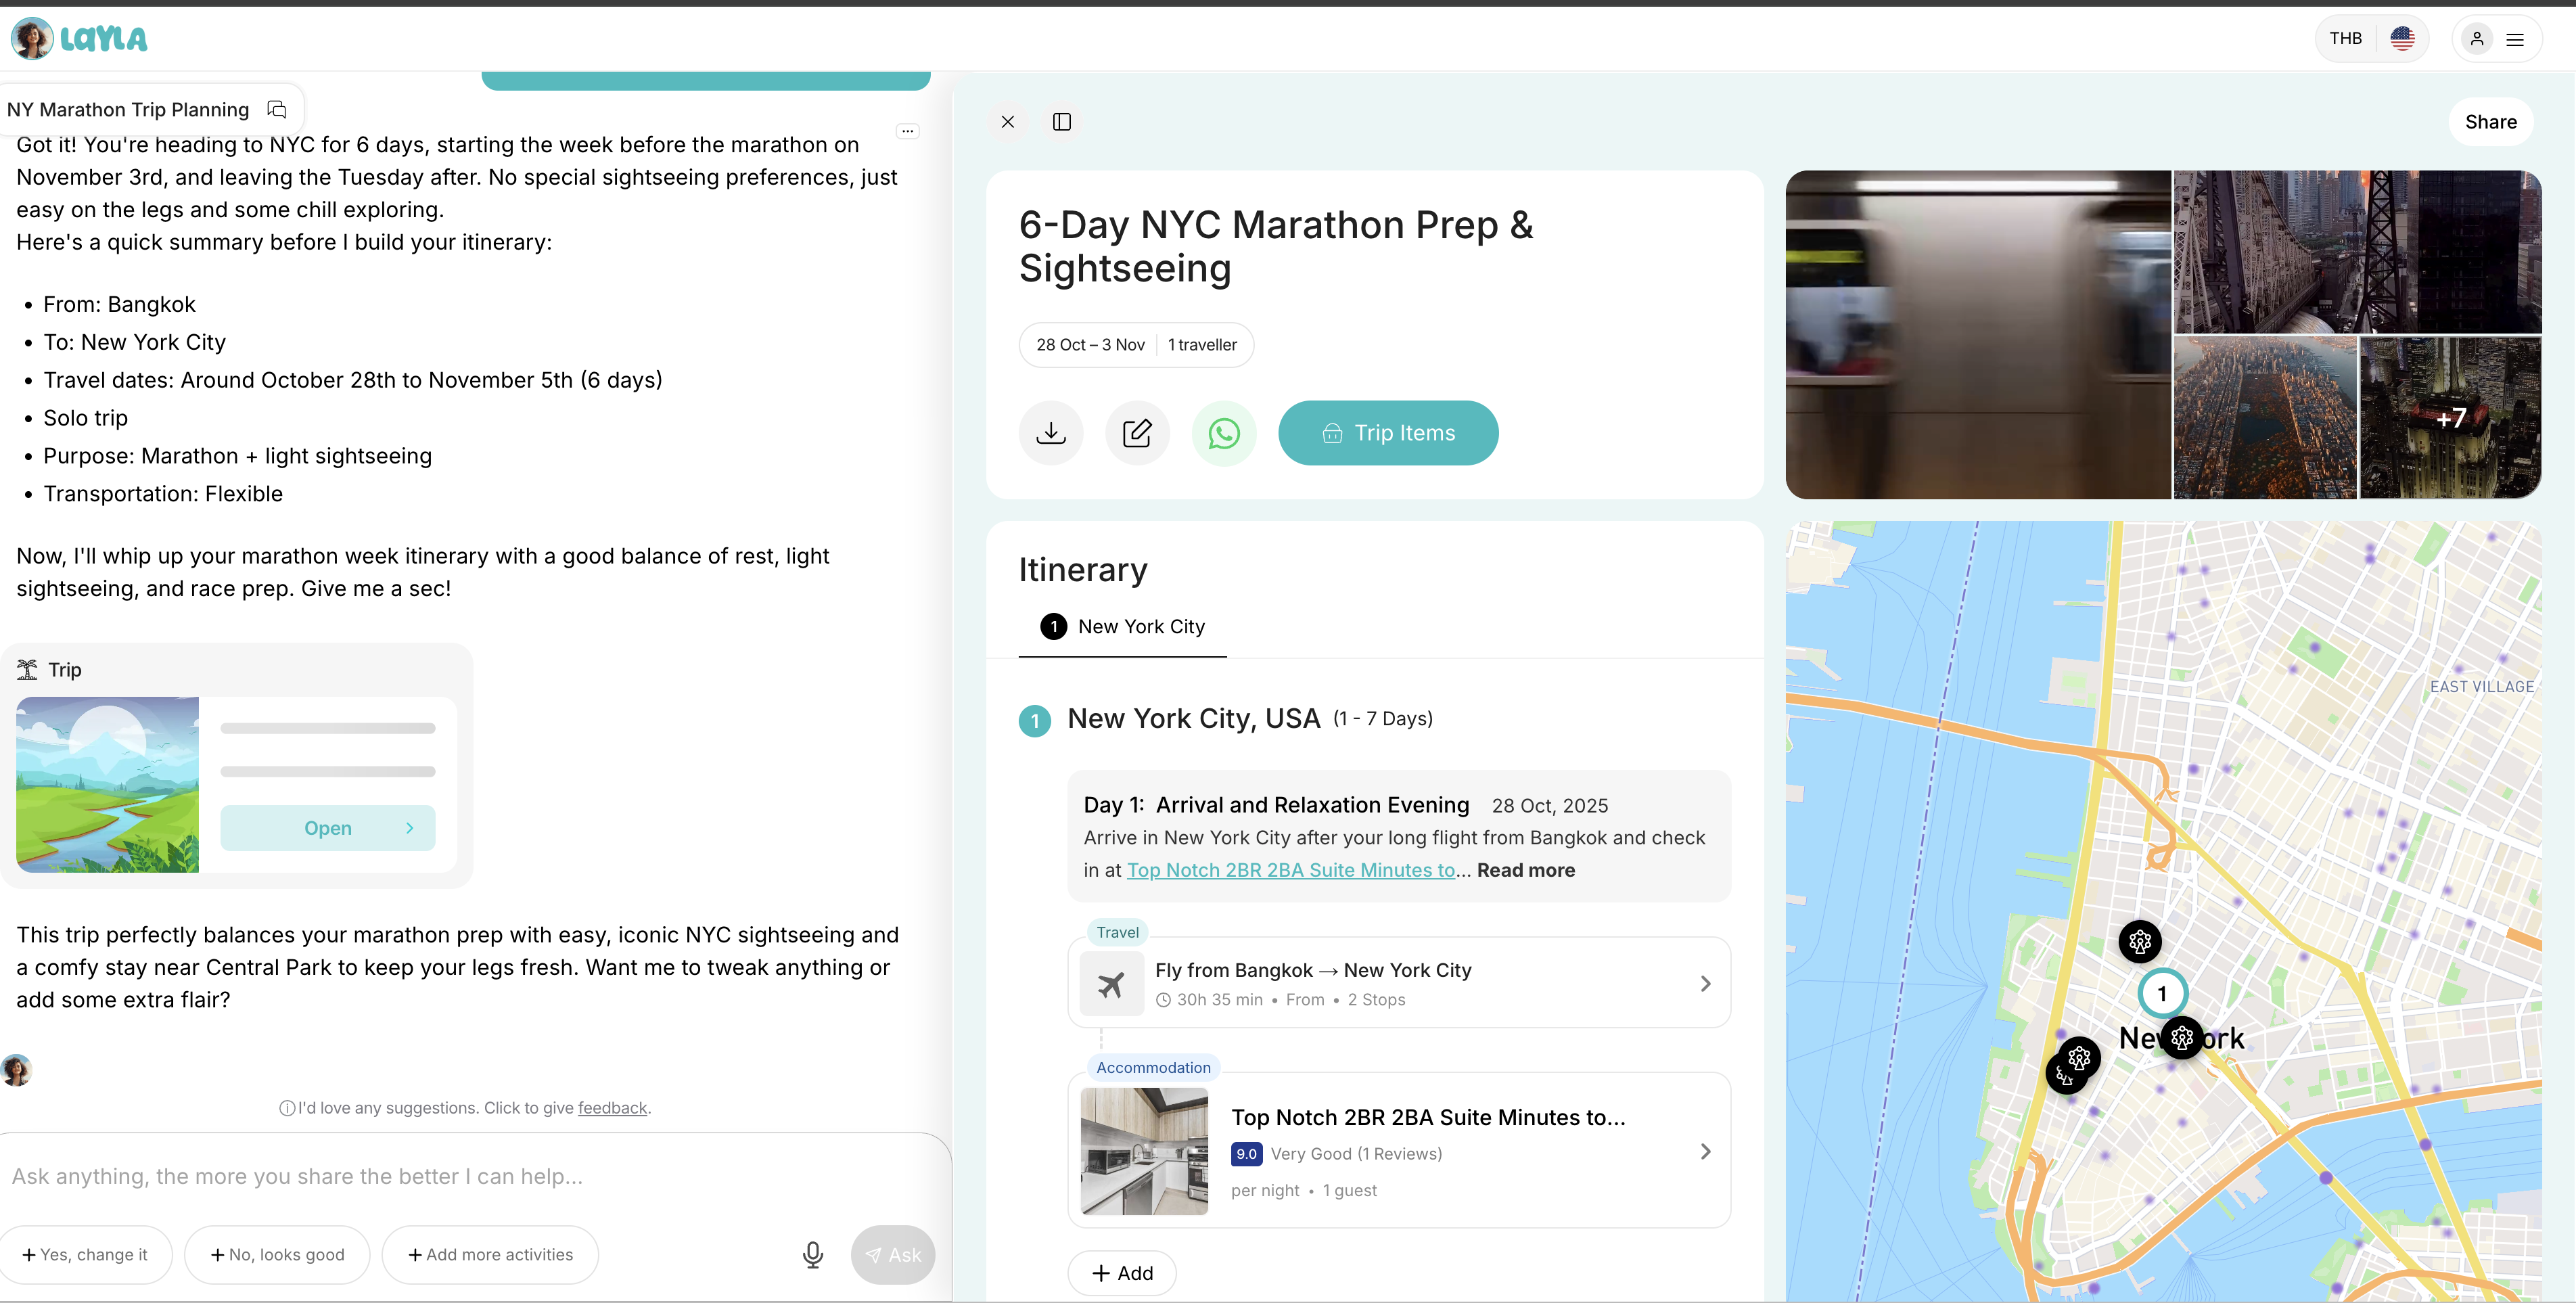 LAYLA
THB
NY Marathon Trip Planning
Got it! You're heading to NYC for 6 days, starting the week before the marathon on
November 3rd, and leaving the Tuesday after. No special sightseeing preferences, just
easy on the legs and some chill exploring.
Here's a quick summary before I build your itinerary:
• From: Bangkok
• To: New York City
• Travel dates: Around October 28th to November 5th (6 days)
• Solo trip
• Purpose: Marathon + light sightseeing
• Transportation: Flexible
Now, I'll whip up your marathon week itinerary with a good balance of rest, light
sightseeing, and race prep. Give me a sec!
Trip
Open
This trip perfectly balances your marathon prep with easy, iconic NYC sightseeing and
a comfy stay near Central Park to keep your legs fresh. Want me to tweak anything or
add some extra flair?
I'd love any suggestions. Click to give feedback.
Ask anything, the more you share the better I can help...
+ Yes, change it
+ No, looks good
+ Add more activities
Ask
Share
6-Day NYC Marathon Prep &
Sightseeing
28 Oct – 3 Nov | 1 traveller
Trip Items
+7
Itinerary
1 New York City
1 New York City, USA (1 - 7 Days)
Day 1: Arrival and Relaxation Evening 28 Oct, 2025
Arrive in New York City after your long flight from Bangkok and check
in at Top Notch 2BR 2BA Suite Minutes to... Read more
Travel
Fly from Bangkok → New York City
30h 35 min • From • 2 Stops
Accommodation
Top Notch 2BR 2BA Suite Minutes to...
9.0 Very Good (1 Reviews)
per night • 1 guest
+ Add
EAST VILLAGE
1
New York